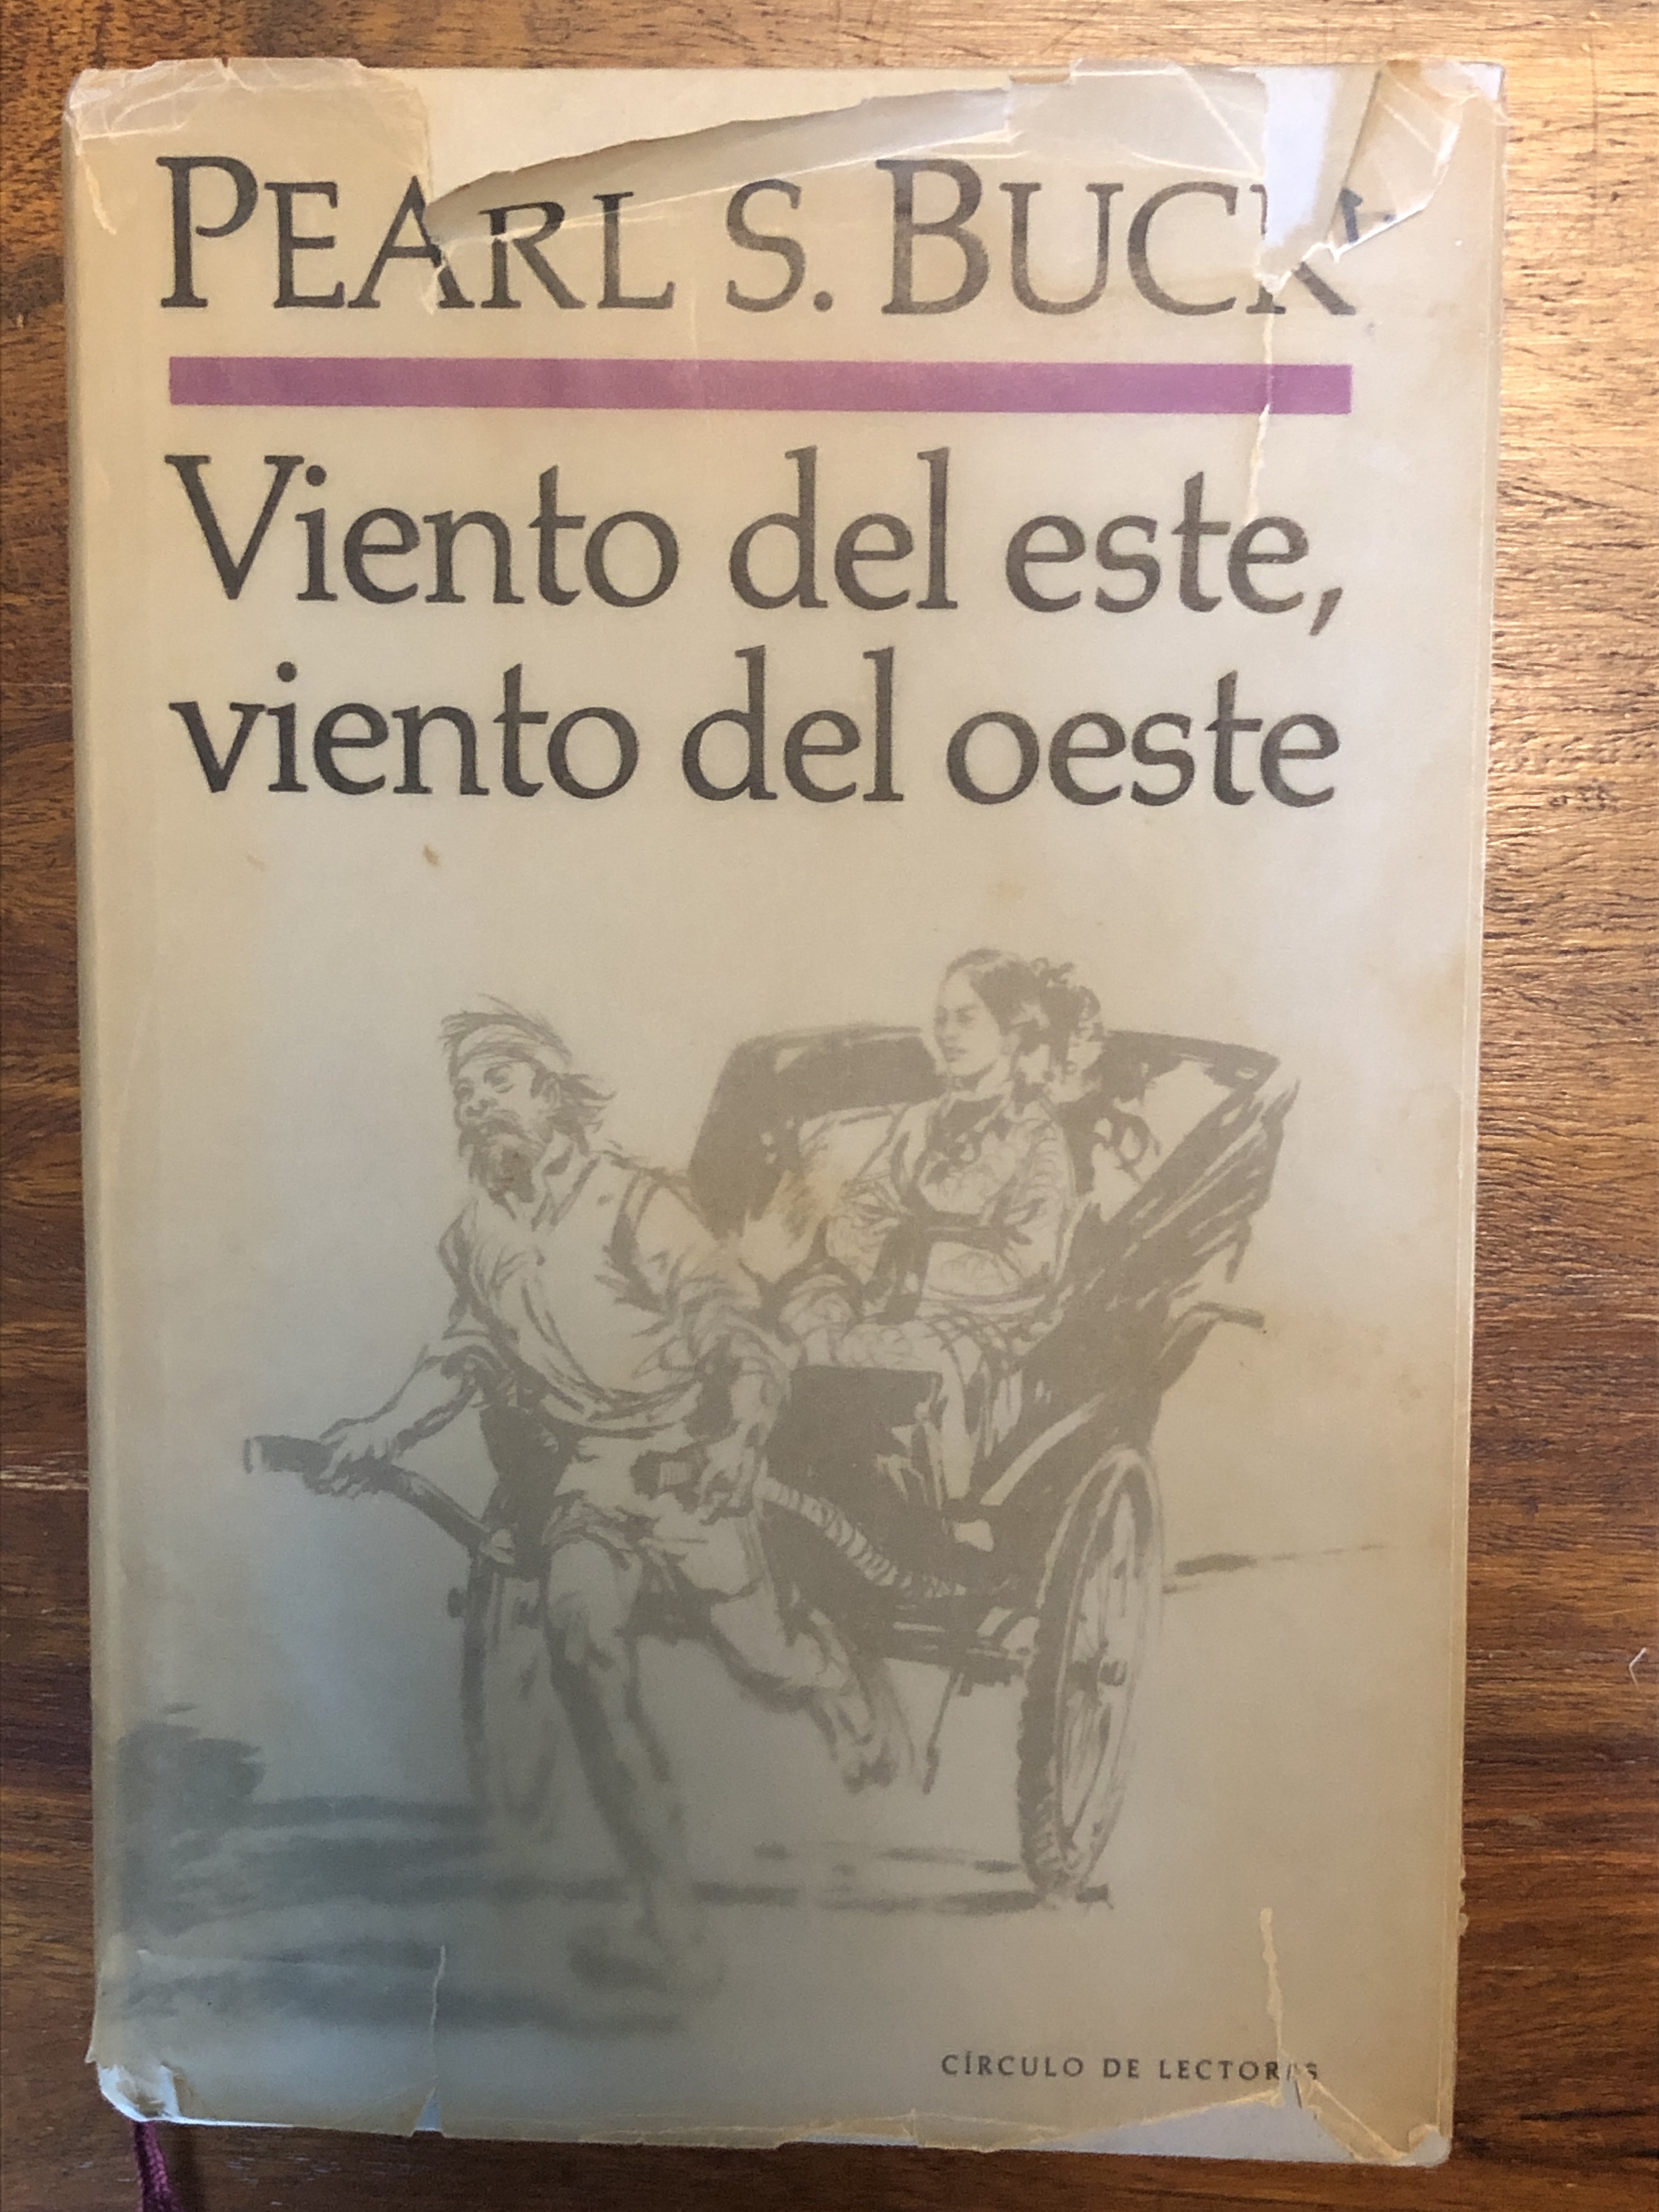 PEARL S. BUCK
Viento del este,
viento del oeste
CÍRCULO DE LECTORES